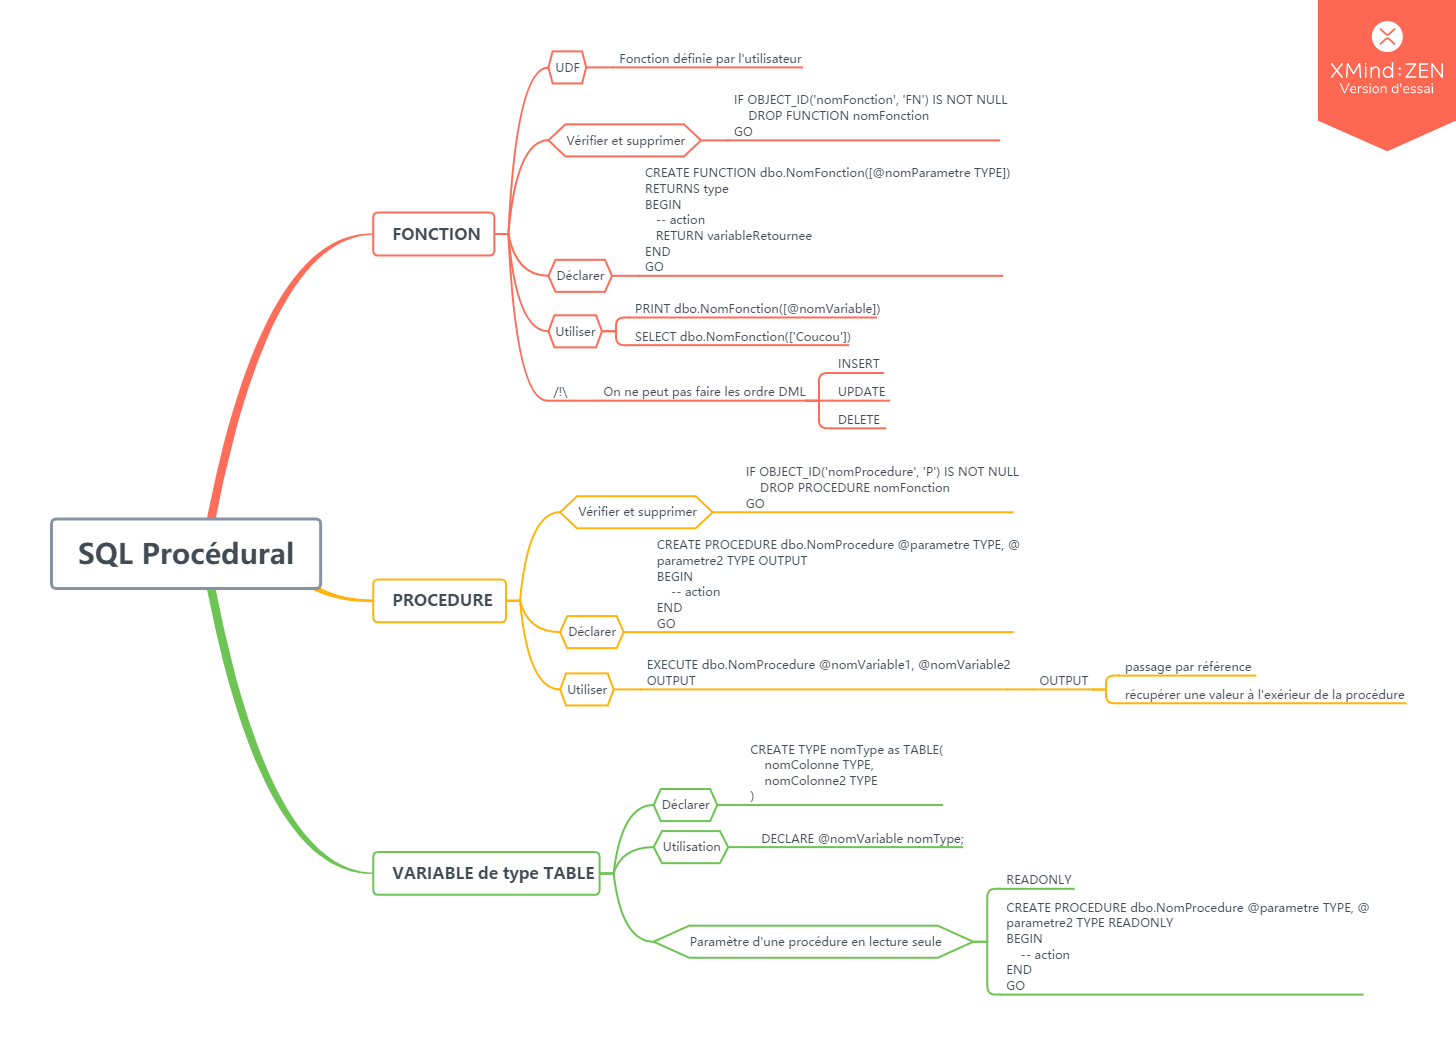 XMind:ZEN
Version d'essai
SQL Procédural
FONCTION
UDF
Fonction définie par l'utilisateur
Vérifier et supprimer
IF OBJECT_ID('nomFonction', 'FN') IS NOT NULL
DROP FUNCTION nomFonction
GO
Déclarer
CREATE FUNCTION dbo.NomFonction([@nomParametre TYPE])
RETURNS type
BEGIN
-- action
RETURN variableRetournee
END
GO
Utiliser
PRINT dbo.NomFonction([@nomVariable])
SELECT dbo.NomFonction(['Coucou'])
/!\
On ne peut pas faire les ordre DML
INSERT
UPDATE
DELETE
PROCEDURE
Vérifier et supprimer
IF OBJECT_ID('nomProcedure', 'P') IS NOT NULL
DROP PROCEDURE nomFonction
GO
Déclarer
CREATE PROCEDURE dbo.NomProcedure @parametre TYPE, @
parametre2 TYPE OUTPUT
BEGIN
-- action
END
GO
Utiliser
EXECUTE dbo.NomProcedure @nomVariable1, @nomVariable2
OUTPUT
OUTPUT
passage par référence
récupérer une valeur à l'exérieur de la procédure
VARIABLE de type TABLE
Déclarer
CREATE TYPE nomType as TABLE(
nomColonne TYPE,
nomColonne2 TYPE
)
Utilisation
DECLARE @nomVariable nomType;
Paramètre d'une procédure en lecture seule
READONLY
CREATE PROCEDURE dbo.NomProcedure @parametre TYPE, @
parametre2 TYPE READONLY
BEGIN
-- action
END
GO